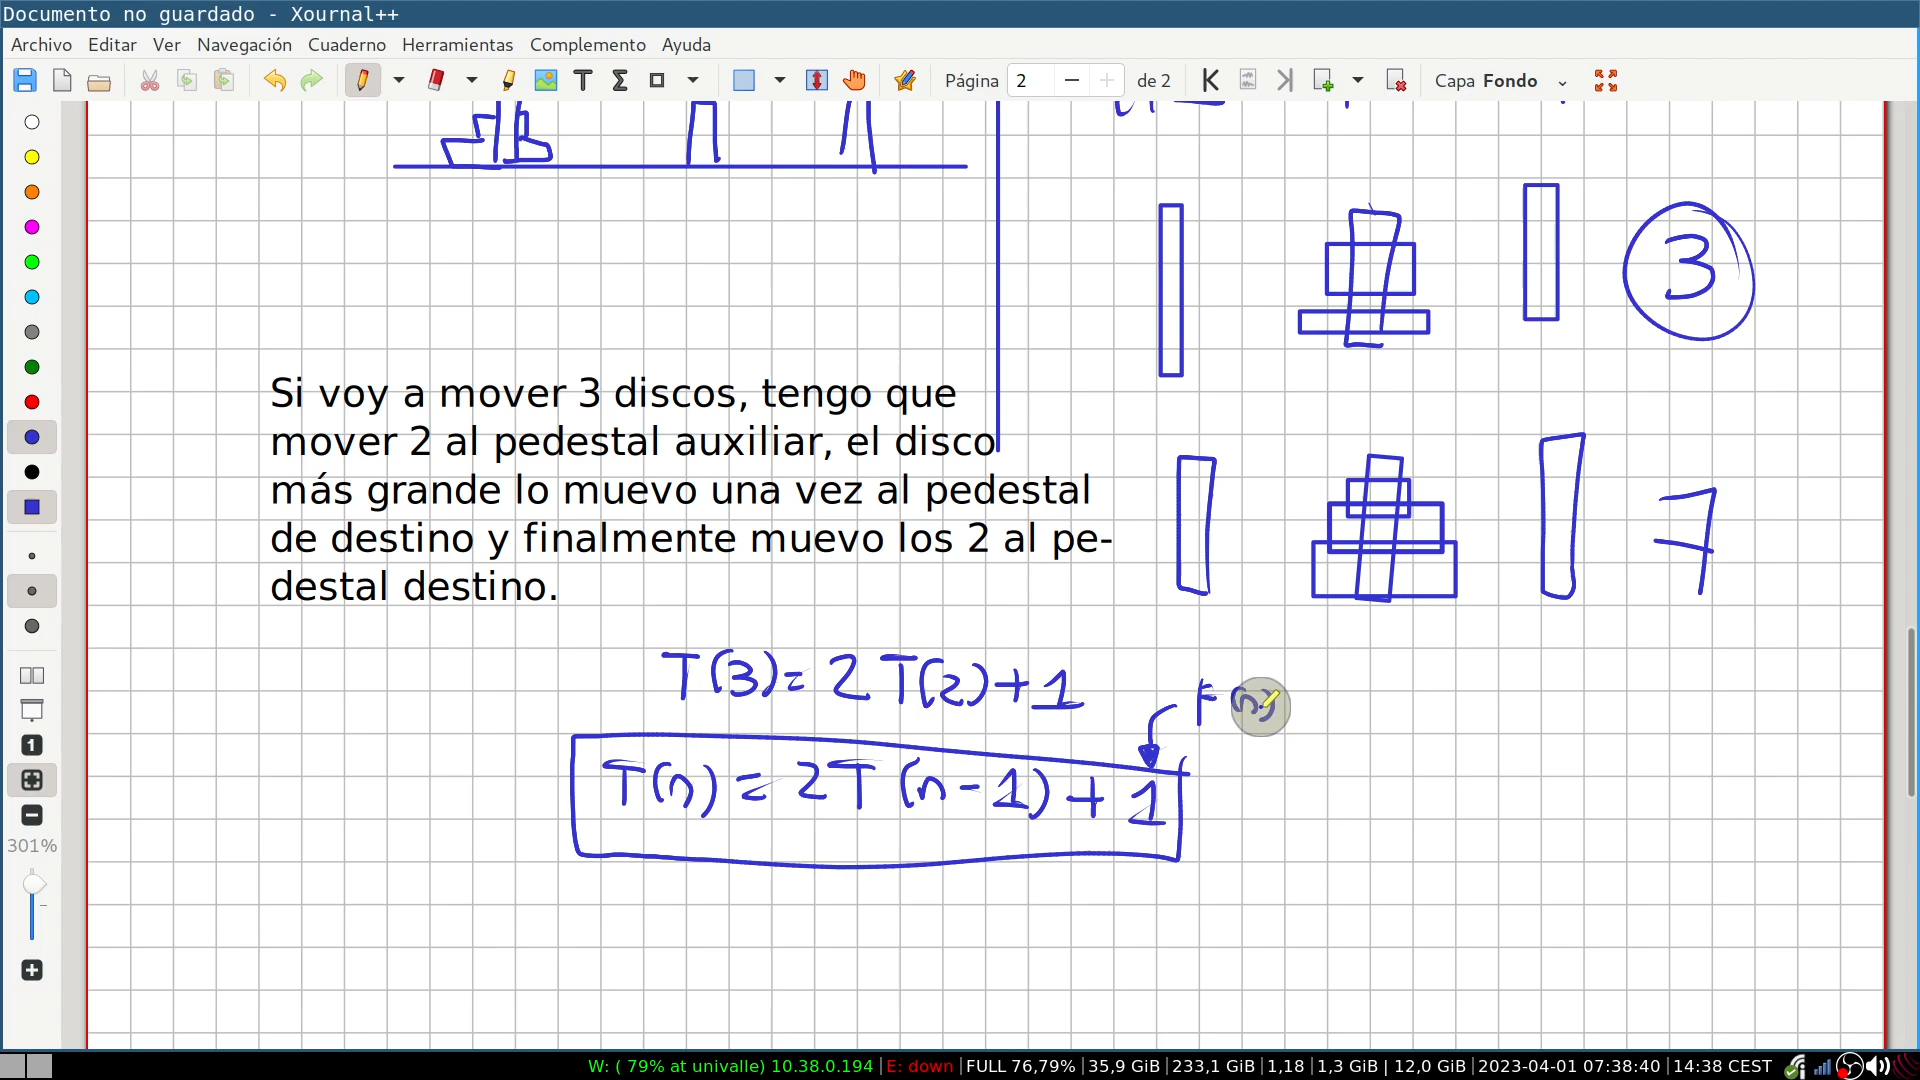 Documento no guardado - Xournal++
Archivo Editar Ver Navegación Cuaderno Herramientas Complemento Ayuda
Página 2 de 2 Capa Fondo
3
Si voy a mover 3 discos, tengo que
mover 2 al pedestal auxiliar, el disco
más grande lo muevo una vez al pedestal
de destino y finalmente muevo los 2 al pe-
destal destino.
7
T(3)= 2T(2)+1
F(n)
T(n) = 2T(n-1)+1
301%
W: ( 79% at univalle) 10.38.0.194 | E: down | FULL 76,79% | 35,9 GiB | 233,1 GiB | 1,18 | 1,3 GiB | 12,0 GiB | 2023-04-01 07:38:40 | 14:38 CEST